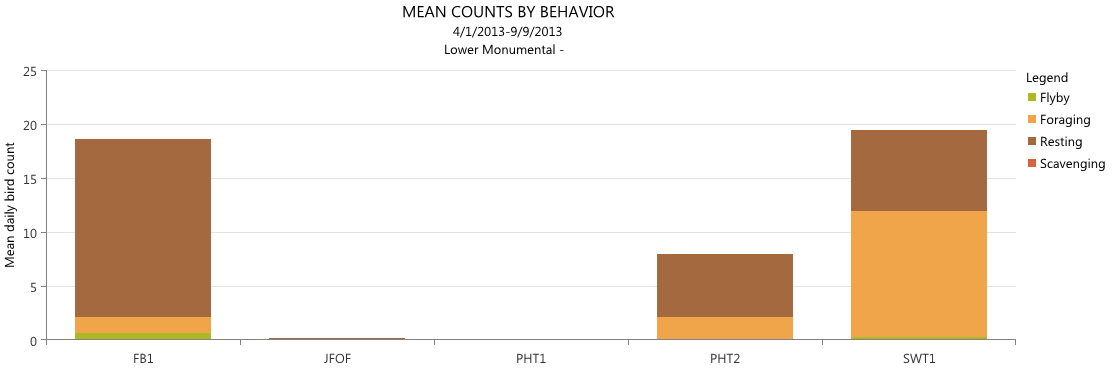 MEAN COUNTS BY BEHAVIOR
4/1/2013-9/9/2013
Lower Monumental -
Mean daily bird count
25
20
15
10
5
0
FB1
JFOF
PHT1
PHT2
SWT1
Legend
Flyby
Foraging
Resting
Scavenging